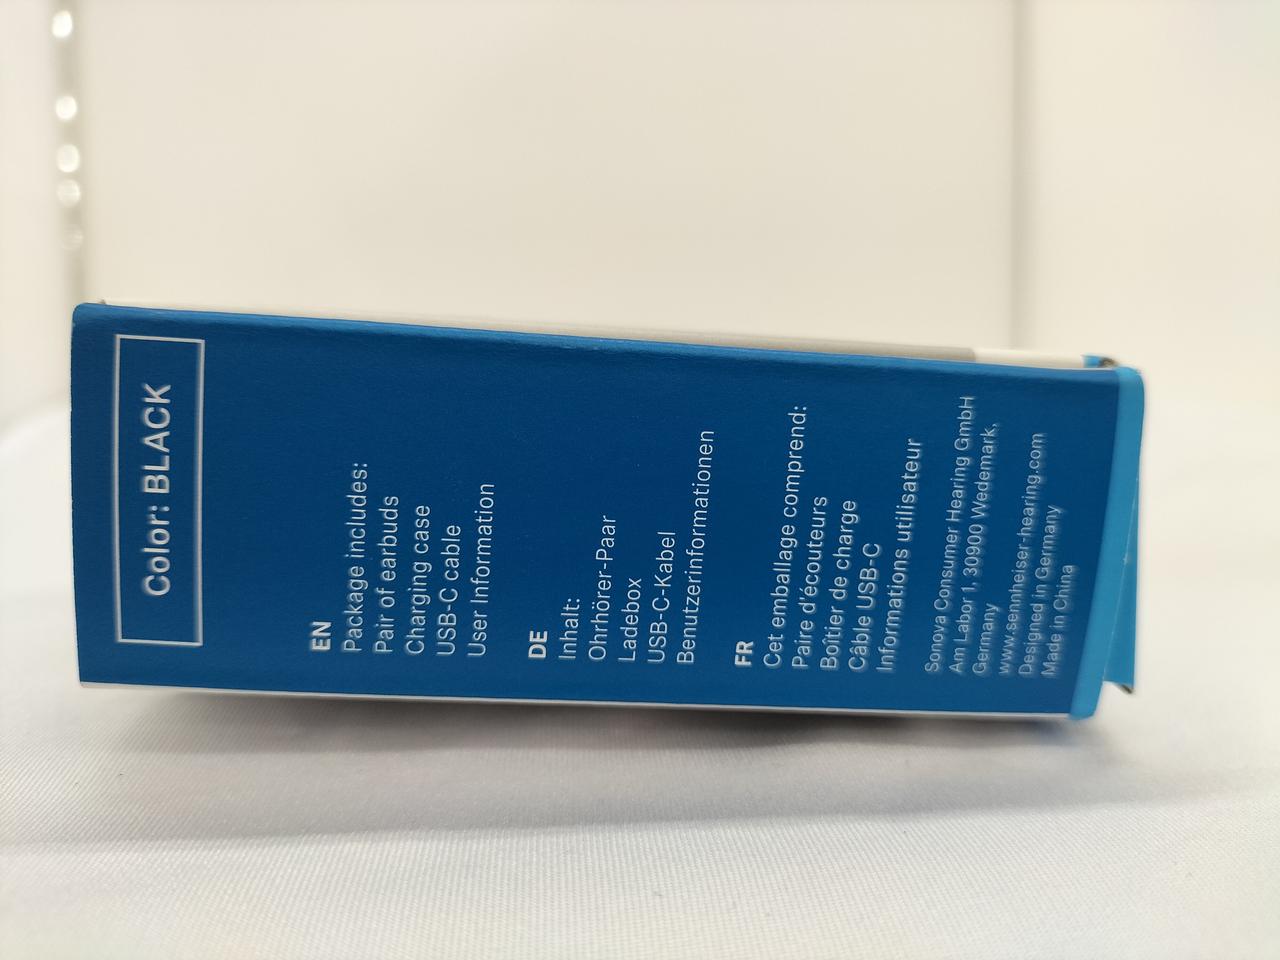 Color: BLACK
EN
Package includes:
Pair of earbuds
Charging case
USB-C cable
User Information
DE
Inhalt:
Ohrhörer-Paar
Ladebox
USB-C-Kabel
Benutzerinformationen
FR
Cet emballage comprend:
Paire d'écouteurs
Boîtier de charge
Câble USB-C
Informations utilisateur
Sonova Consumer Hearing GmbH
Am Labor 1, 30900 Wedemark,
Germany
www.sennheiser-hearing.com
Designed in Germany
Made in China